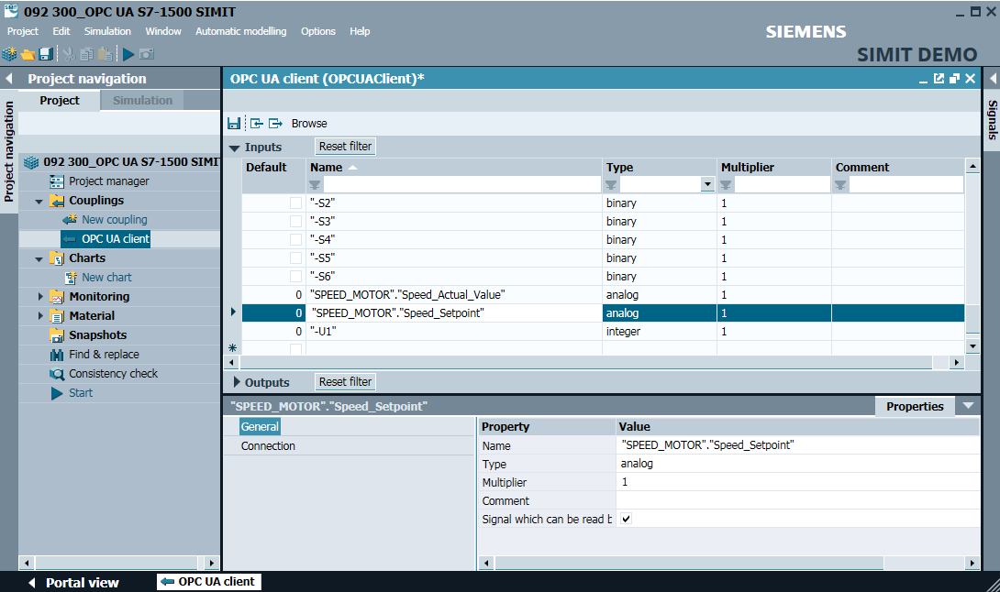 SIMIT
092 300_OPC UA S7-1500 SIMIT
Project Edit Simulation Window Automatic modelling Options Help
SIEMENS
SIMIT DEMO
Project navigation
Project Simulation
Project navigation
092 300_OPC UA S7-1500 SIMIT
Project manager
Couplings
New coupling
OPC UA client
Charts
New chart
Monitoring
Material
Snapshots
Find & replace
Consistency check
Start
OPC UA client (OPCUAClient)*
Browse
Inputs Reset filter
Default Name Type Multiplier Comment
"-S2" binary 1
"-S3" binary 1
"-S4" binary 1
"-S5" binary 1
"-S6" binary 1
0 "SPEED_MOTOR"."Speed_Actual_Value" analog 1
0 "SPEED_MOTOR"."Speed_Setpoint" analog 1
0 "-U1" integer 1
Outputs Reset filter
"SPEED_MOTOR"."Speed_Setpoint" Properties
General
Connection
Property Value
Name "SPEED_MOTOR"."Speed_Setpoint"
Type analog
Multiplier 1
Comment
Signal which can be read b
Signals
Portal view OPC UA client